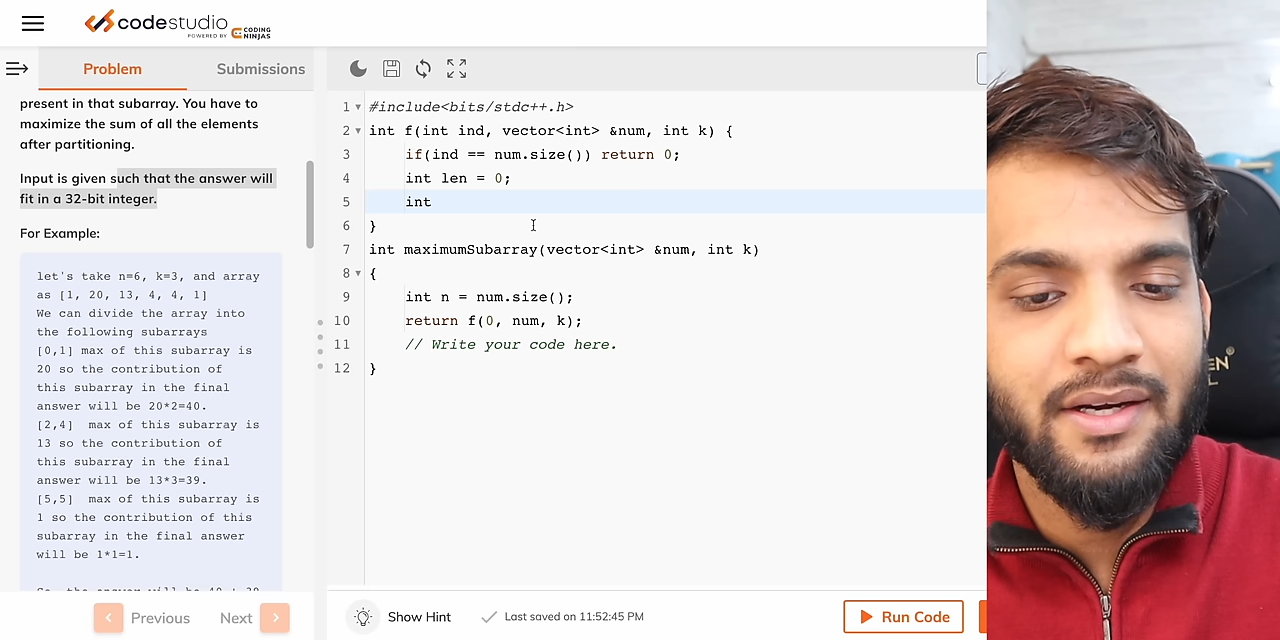 codestudio
POWERED BY CODING NINJAS
Problem
Submissions
present in that subarray. You have to
maximize the sum of all the elements
after partitioning.
Input is given such that the answer will
fit in a 32-bit integer.
For Example:
let's take n=6, k=3, and array
as [1, 20, 13, 4, 4, 1]
We can divide the array into
the following subarrays
[0,1] max of this subarray is
20 so the contribution of
this subarray in the final
answer will be 20*2=40.
[2,4]  max of this subarray is
13 so the contribution of
this subarray in the final
answer will be 13*3=39.
[5,5]  max of this subarray is
1 so the contribution of this
subarray in the final answer
will be 1*1=1.
Previous
Next
1 #include<bits/stdc++.h>
2 int f(int ind, vector<int> &num, int k) {
3 if(ind == num.size()) return 0;
4 int len = 0;
5 int
6 }
7 int maximumSubarray(vector<int> &num, int k)
8 {
9 int n = num.size();
10 return f(0, num, k);
11 // Write your code here.
12 }
Show Hint
Last saved on 11:52:45 PM
Run Code